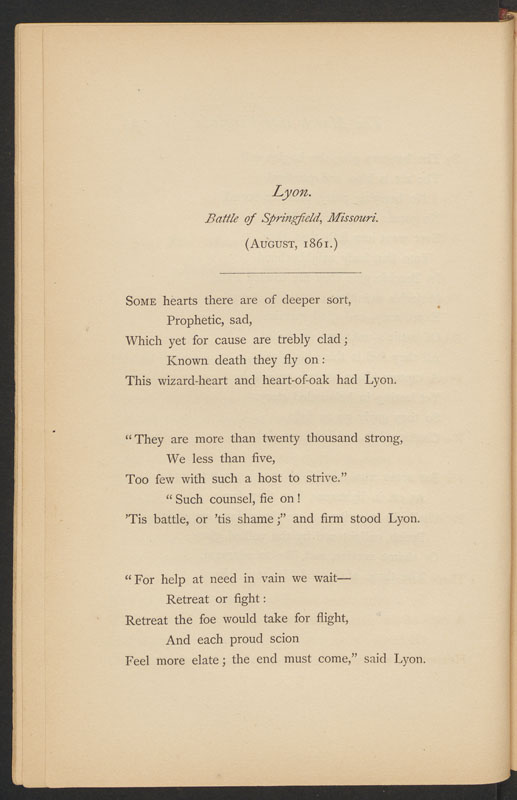 Lyon.
Battle of Springfield, Missouri.
(August, 1861.)
Some hearts there are of deeper sort,
Prophetic, sad,
Which yet for cause are trebly clad;
Known death they fly on:
This wizard-heart and heart-of-oak had Lyon.
“They are more than twenty thousand strong,
We less than five,
Too few with such a host to strive.”
“Such counsel, fie on!
’Tis battle, or ’tis shame;” and firm stood Lyon.
“For help at need in vain we wait—
Retreat or fight:
Retreat the foe would take for flight,
And each proud scion
Feel more elate; the end must come,” said Lyon.